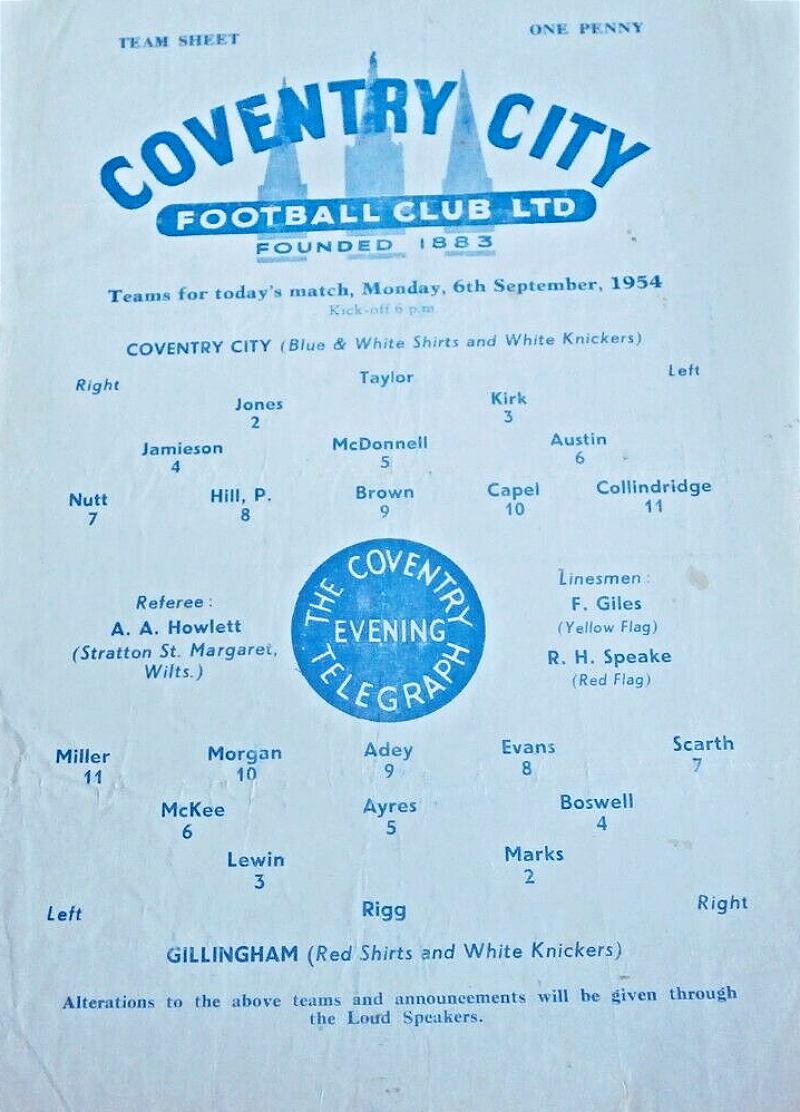 TEAM SHEET ONE PENNY
COVENTRY CITY
FOOTBALL CLUB LTD
FOUNDED 1883
Teams for today's match, Monday, 6th September, 1954
Kick-off 6 p.m.
COVENTRY CITY (Blue & White Shirts and White Knickers)
Right Taylor Left
Jones Kirk
2 3
Jamieson McDonnell Austin
4 5 6
Nutt Hill, P. Brown Capel Collindridge
7 8 9 10 11
Referee :
A. A. Howlett
(Stratton St. Margaret,
Wilts.)
THE COVENTRY
EVENING
TELEGRAPH
Linesmen :
F. Giles
(Yellow Flag)
R. H. Speake
(Red Flag)
Miller Morgan Adey Evans Scarth
11 10 9 8 7
McKee Ayres Boswell
6 5 4
Lewin Marks
3 2
Left Rigg Right
GILLINGHAM (Red Shirts and White Knickers)
Alterations to the above teams and announcements will be given through
the Loud Speakers.